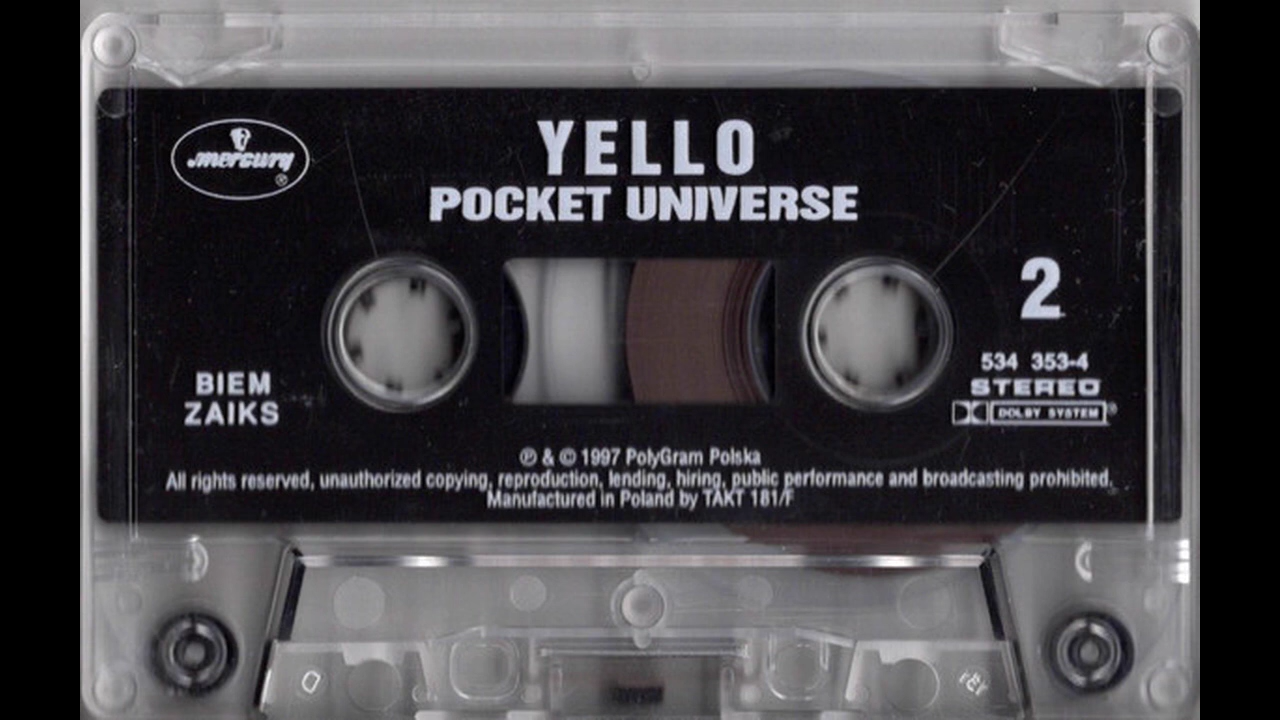 mercury ®
YELLO
POCKET UNIVERSE
2
534 353-4
STEREO
DOLBY SYSTEM ®
BIEM
ZAIKS
℗ & © 1997 PolyGram Polska
All rights reserved, unauthorized copying, reproduction, lending, hiring, public performance and broadcasting prohibited.
Manufactured in Poland by TAKT 181/F